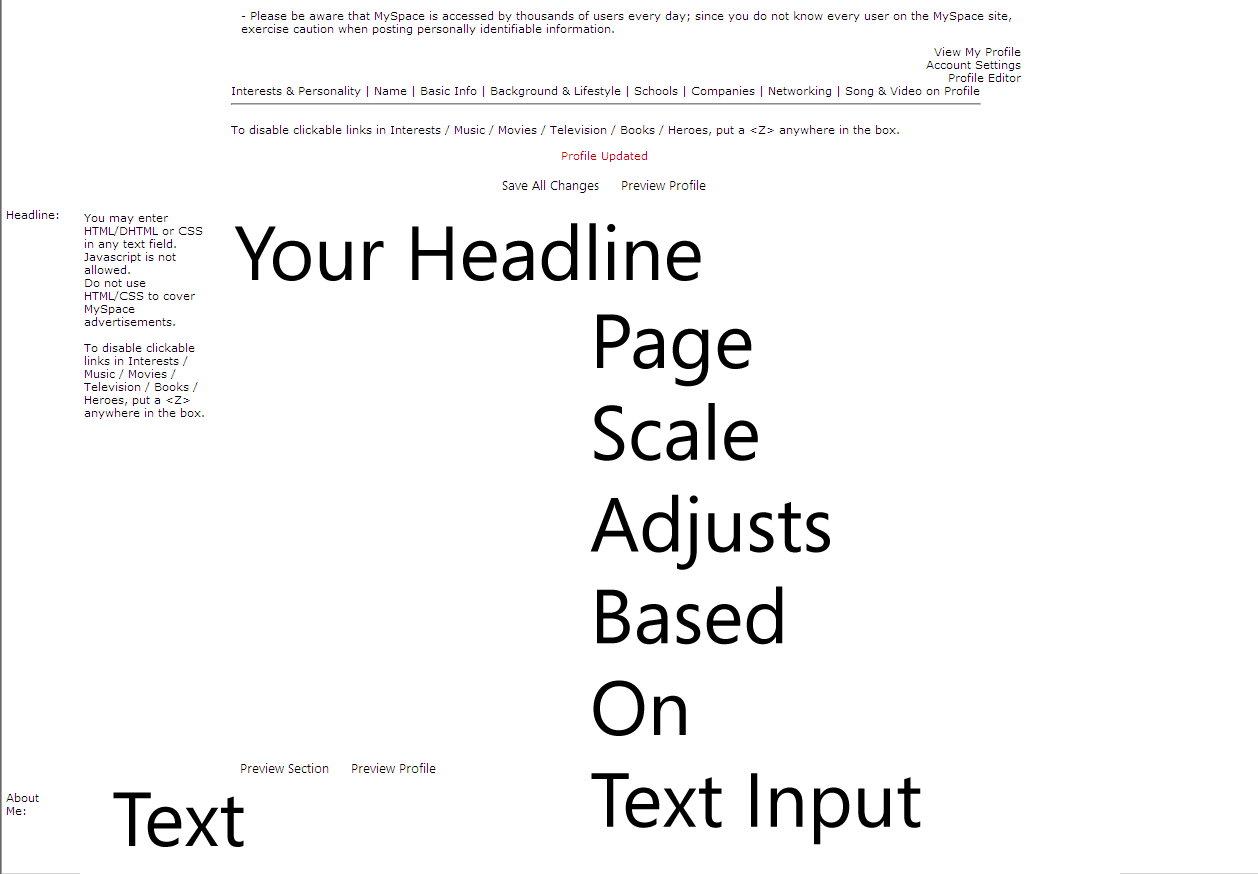 - Please be aware that MySpace is accessed by thousands of users every day; since you do not know every user on the MySpace site,
exercise caution when posting personally identifiable information.
View My Profile
Account Settings
Profile Editor
Interests & Personality | Name | Basic Info | Background & Lifestyle | Schools | Companies | Networking | Song & Video on Profile
To disable clickable links in Interests / Music / Movies / Television / Books / Heroes, put a <Z> anywhere in the box.
Profile Updated
Save All Changes Preview Profile
Headline:
You may enter
HTML/DHTML or CSS
in any text field.
Javascript is not
allowed.
Do not use
HTML/CSS to cover
MySpace
advertisements.
To disable clickable
links in Interests /
Music / Movies /
Television / Books /
Heroes, put a <Z>
anywhere in the box.
Your Headline
Page
Scale
Adjusts
Based
On
Text Input
Preview Section Preview Profile
About
Me:
Text